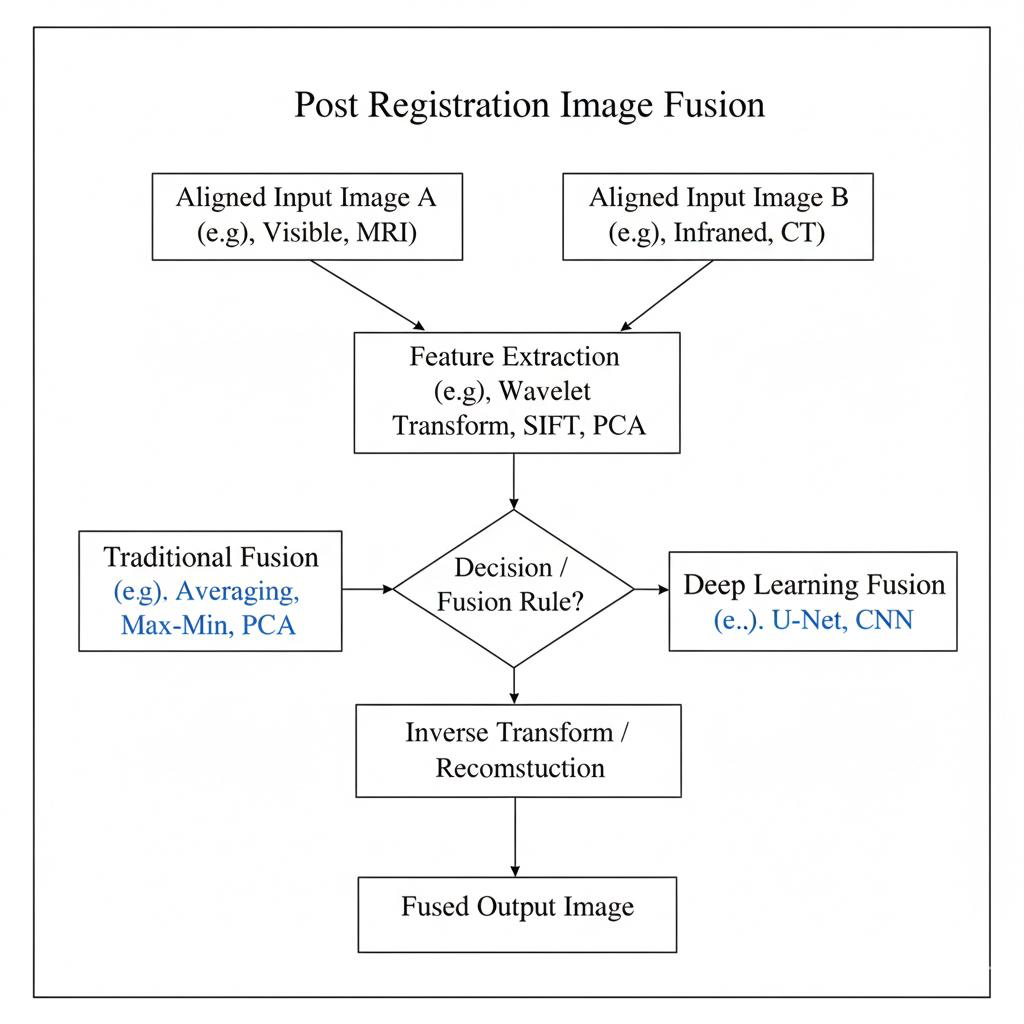 Post Registration Image Fusion
Aligned Input Image A
(e.g), Visible, MRI)
Aligned Input Image B
(e.g), Infraned, CT)
Feature Extraction
(e.g), Wavelet
Transform, SIFT, PCA
Traditional Fusion
(e.g). Averaging,
Max-Min, PCA
Decision /
Fusion Rule?
Deep Learning Fusion
(e..). U-Net, CNN
Inverse Transform /
Recomstuction
Fused Output Image